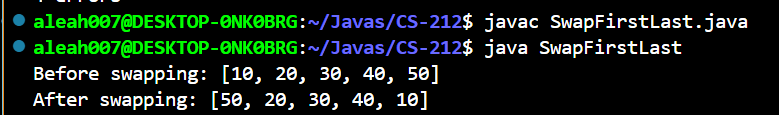 aleah007@DESKTOP-0NK0BRG:~/Javas/CS-212$ javac SwapFirstLast.java
aleah007@DESKTOP-0NK0BRG:~/Javas/CS-212$ java SwapFirstLast
Before swapping: [10, 20, 30, 40, 50]
After swapping: [50, 20, 30, 40, 10]